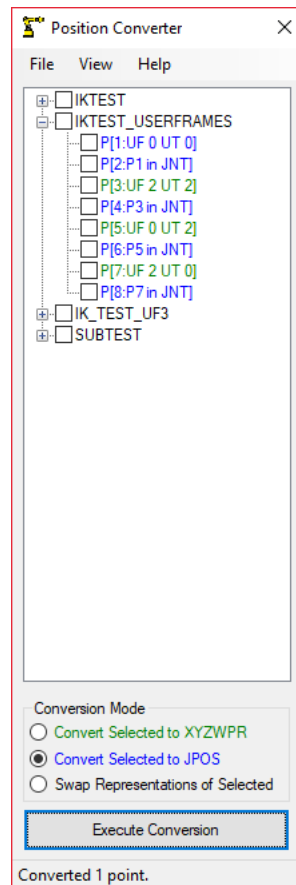 Position Converter
File View Help
IKTEST
IKTEST_USERFRAMES
P[1:UF 0 UT 0]
P[2:P1 in JNT]
P[3:UF 2 UT 2]
P[4:P3 in JNT]
P[5:UF 0 UT 2]
P[6:P5 in JNT]
P[7:UF 2 UT 0]
P[8:P7 in JNT]
IK_TEST_UF3
SUBTEST
Conversion Mode
Convert Selected to XYZWPR
Convert Selected to JPOS
Swap Representations of Selected
Execute Conversion
Converted 1 point.